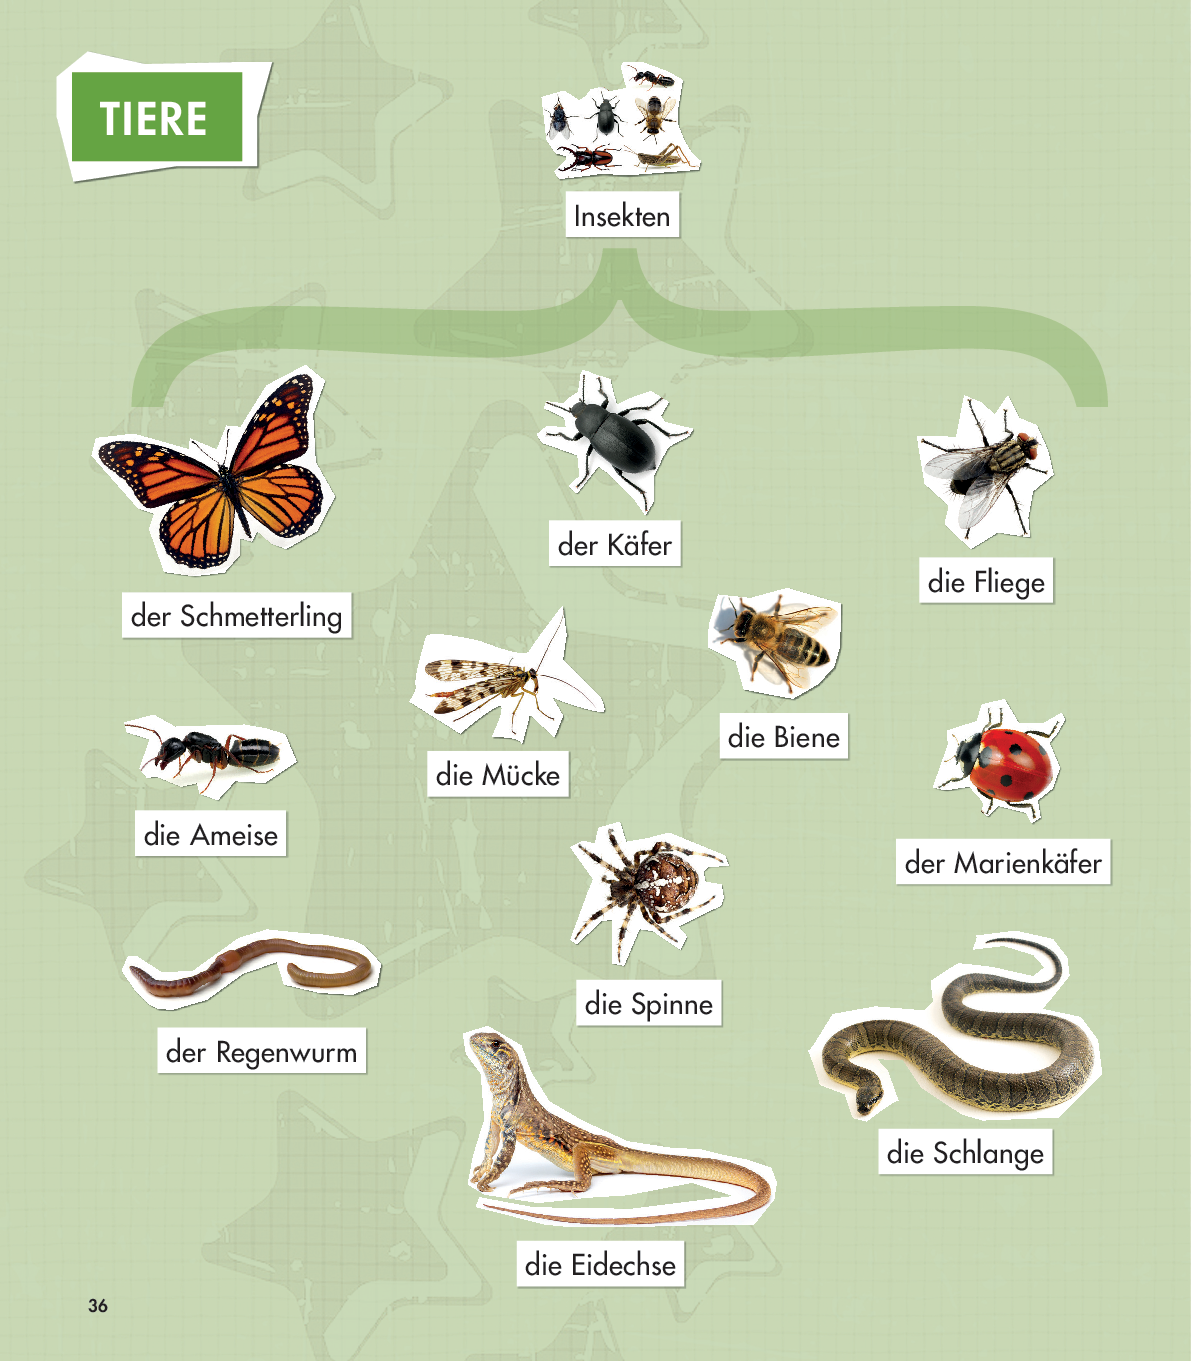 TIERE
Insekten
der Käfer
die Fliege
der Schmetterling
die Biene
die Mücke
die Ameise
der Marienkäfer
die Spinne
der Regenwurm
die Schlange
die Eidechse
36